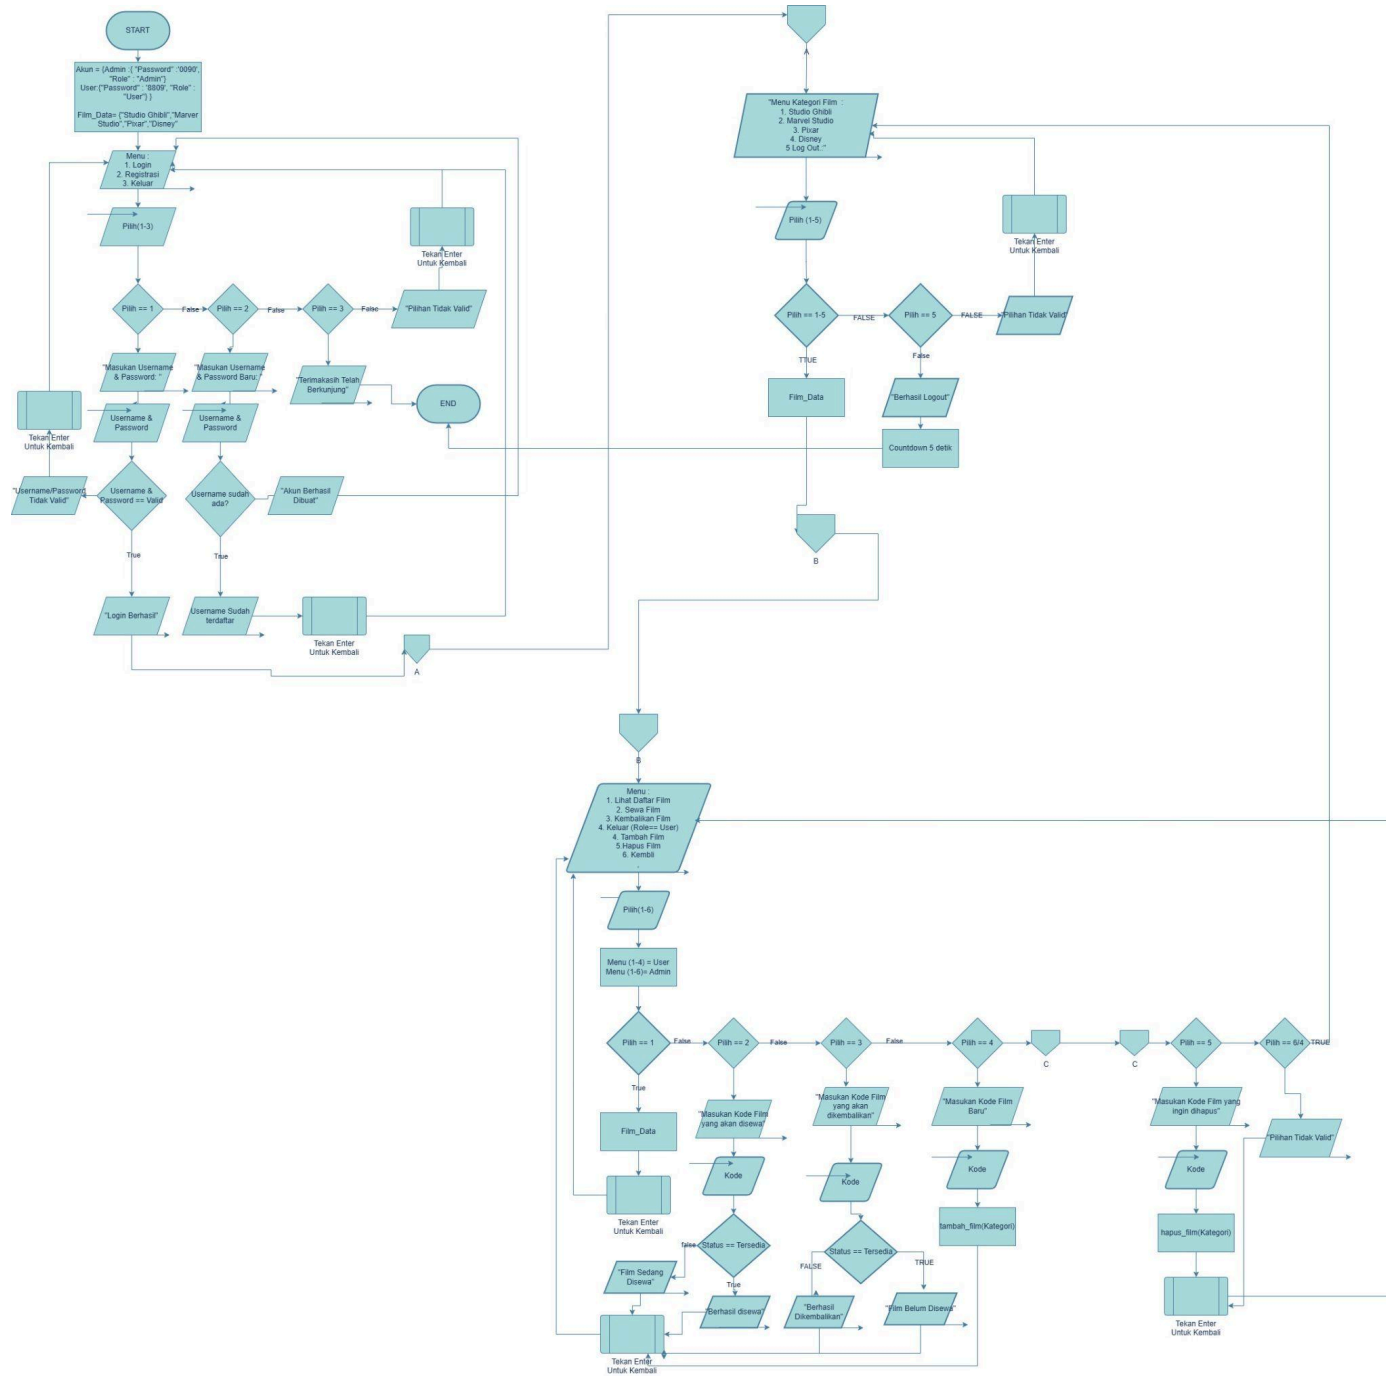 START
Akun = {Admin :{ "Password" :'0090',
"Role" : "Admin"}
User:{"Password" : '8809', "Role" :
"User"} }
Film_Data= {"Studio Ghibli","Marver
Studio","Pixar","Disney"
Menu :
1. Login
2. Registrasi
3. Keluar
Pilih(1-3)
Pilih == 1
False
Pilih == 2
False
Pilih == 3
False
"Pilihan Tidak Valid"
Tekan Enter
Untuk Kembali
"Masukan Username
& Password: "
"Masukan Username
& Password Baru: "
"Terimakasih Telah
Berkunjung"
END
Username &
Password
Username &
Password
Tekan Enter
Untuk Kembali
"Username/Password
Tidak Valid"
Username &
Password == Valid
Username sudah
ada?
"Akun Berhasil
Dibuat"
True
True
"Login Berhasil"
Username Sudah
terdaftar
Tekan Enter
Untuk Kembali
A
"Menu Kategori Film :
1. Studio Ghibli
2. Marvel Studio
3. Pixar
4. Disney
5 Log Out.:"
Pilih (1-5)
Tekan Enter
Untuk Kembali
Pilih == 1-5
FALSE
Pilih == 5
FALSE
"Pilihan Tidak Valid"
TTUE
False
Film_Data
"Berhasil Logout"
Countdown 5 detik
B
B
Menu :
1. Lihat Daftar Film
2. Sewa Film
3. Kembalikan Film
4. Keluar (Role== User)
4. Tambah Film
5.Hapus Film
6. Kembli
.
Pilih(1-6)
Menu (1-4) = User
Menu (1-6)= Admin
Pilih == 1
False
Pilih == 2
False
Pilih == 3
False
Pilih == 4
C
C
Pilih == 5
Pilih == 6/4
TRUE
True
Film_Data
Tekan Enter
Untuk Kembali
"Masukan Kode Film
yang akan disewa"
Kode
Status == Tersedia
false
True
"Film Sedang
Disewa"
"Berhasil disewa"
Tekan Enter
Untuk Kembali
"Masukan Kode Film
yang akan
dikembalikan"
Kode
Status == Tersedia
FALSE
TRUE
"Berhasil
Dikembalikan"
"Film Belum Disewa"
"Masukan Kode Film
Baru"
Kode
tambah_film(Kategori)
"Masukan Kode Film yang
ingin dihapus"
Kode
hapus_film(Kategori)
Tekan Enter
Untuk Kembali
"Pilihan Tidak Valid"